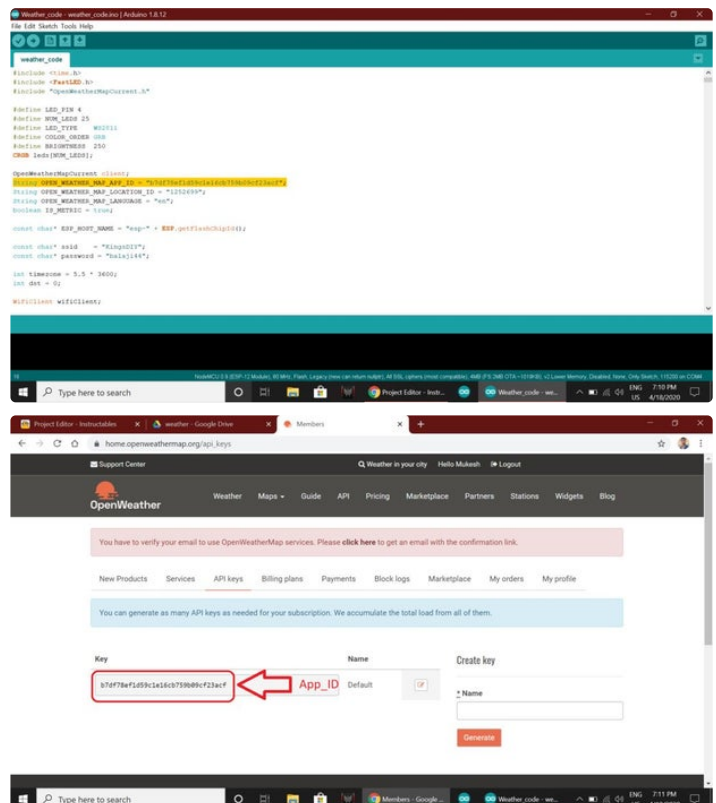 Weather_code - weather_code.ino | Arduino 1.8.12
File Edit Sketch Tools Help
weather_code
#include <time.h>
#include <FastLED.h>
#include "OpenWeatherMapCurrent.h"
#define LED_PIN 4
#define NUM_LEDS 25
#define LED_TYPE WS2811
#define COLOR_ORDER GRB
#define BRIGHTNESS 250
CRGB leds[NUM_LEDS];
OpenWeatherMapCurrent client;
String OPEN_WEATHER_MAP_APP_ID =
String OPEN_WEATHER_MAP_LOCATION_ID = "1252699";
String OPEN_WEATHER_MAP_LANGUAGE = "en";
boolean IS_METRIC = true;
const char* ESP_HOST_NAME = "esp-" + ESP.getFlashChipId();
const char* ssid = "KingsDIY";
const char* password = "balaji44";
int timezone = 5.5 * 3600;
int dst = 0;
WiFiClient wifiClient;
Type here to search
Project Editor - Instr...
Weather_code - we...
ENG 7:10 PM
US 4/18/2020
Project Editor - Instructables
weather - Google Drive
Members
home.openweathermap.org/api_keys
Support Center Weather in your city Hello Mukesh Logout
OpenWeather Weather Maps Guide API Pricing Marketplace Partners Stations Widgets Blog
You have to verify your email to use OpenWeatherMap services. Please click here to get an email with the confirmation link.
New Products Services API keys Billing plans Payments Block logs Marketplace My orders My profile
You can generate as many API keys as needed for your subscription. We accumulate the total load from all of them.
Key Name Create key
b7df78ef1d59c1e16cb759b09cf23acf App_ID Default
* Name
Generate
Type here to search
Members - Google ...
Weather_code - we...
ENG 7:11 PM
US